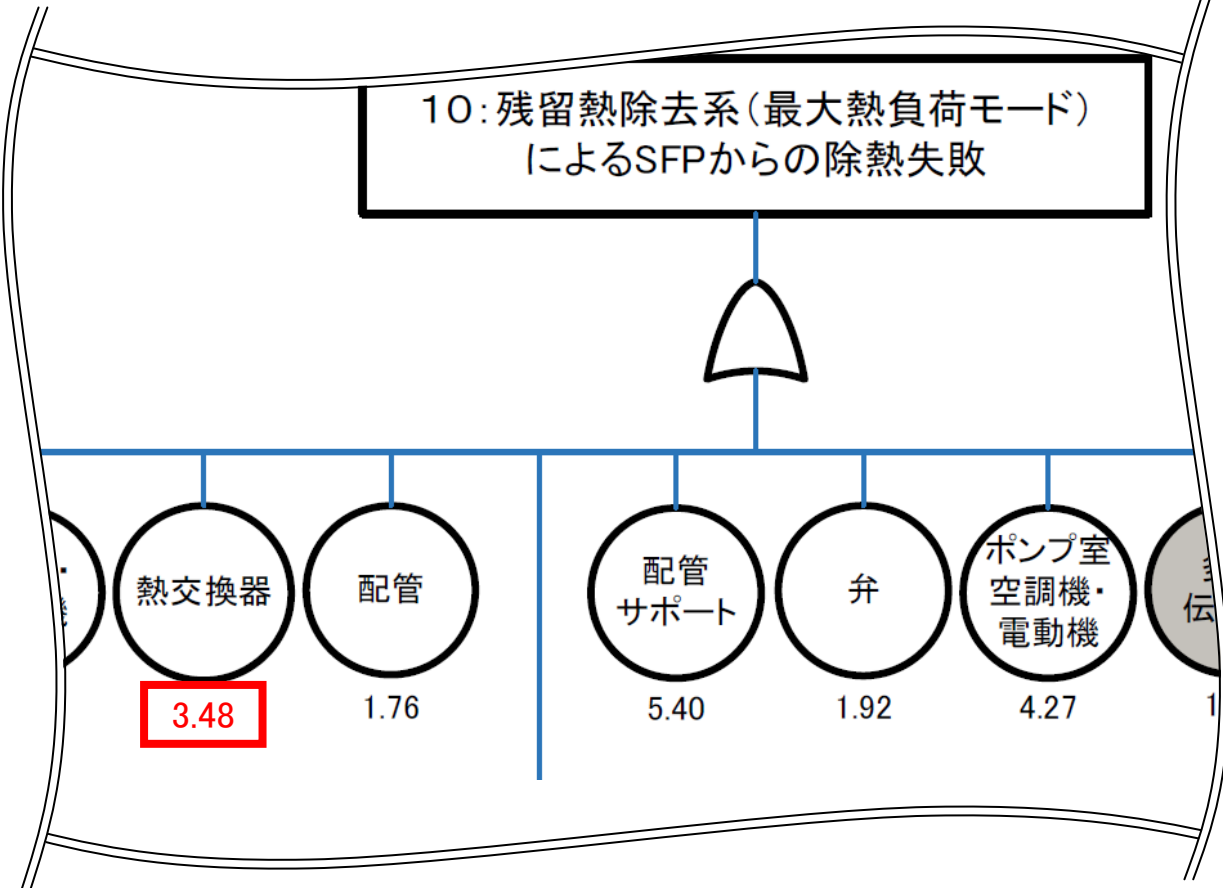 10:残留熱除去系(最大熱負荷モード)
によるSFPからの除熱失敗
熱交換器
3.48
配管
1.76
配管
サポート
5.40
弁
1.92
ポンプ室
空調機・
電動機
4.27
伝
1